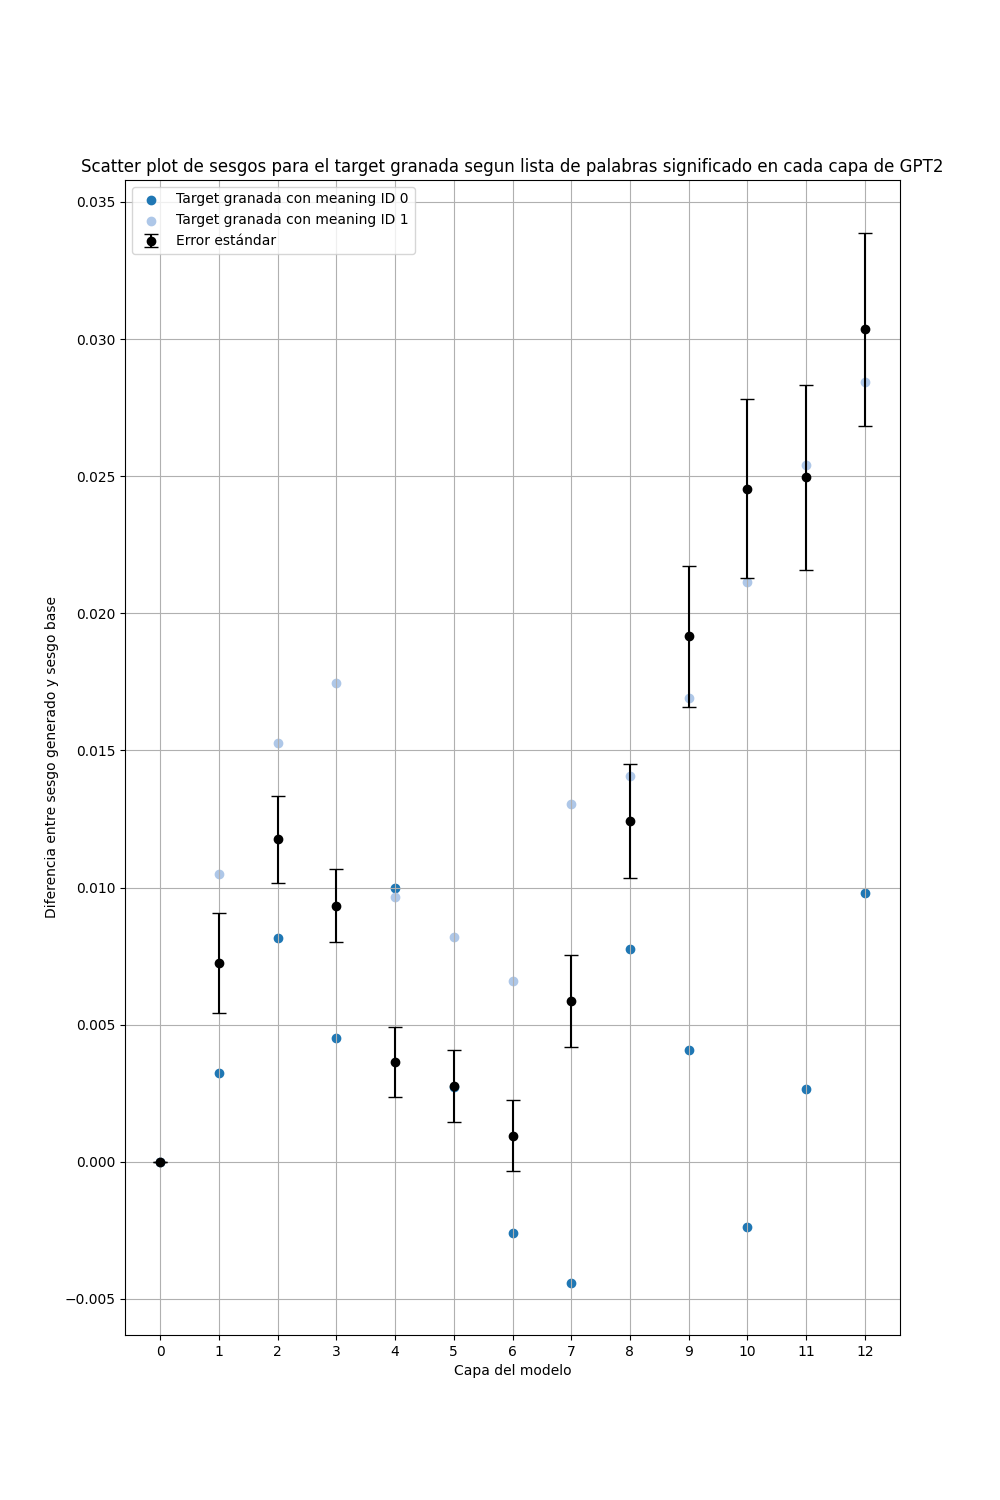 Scatter plot de sesgos para el target granada segun lista de palabras significado en cada capa de GPT2
Target granada con meaning ID 0
Target granada con meaning ID 1
Error estándar
0.035
0.030
0.025
0.020
0.015
0.010
0.005
0.000
−0.005
Diferencia entre sesgo generado y sesgo base
0 1 2 3 4 5 6 7 8 9 10 11 12
Capa del modelo